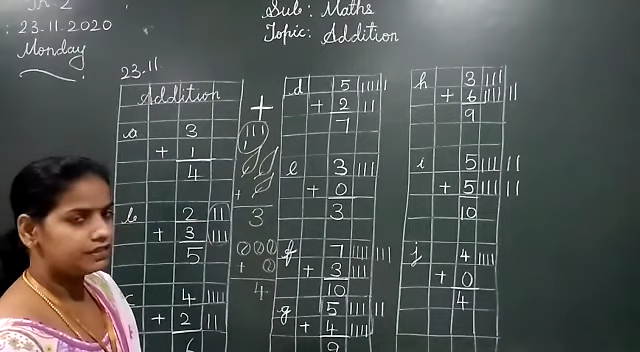 : 23.11.2020
Monday
Sub: Maths
Topic: Addition
23.11
Addition
a 3
+ 1
4
b 2
+ 3
5
c 4
+ 2
6
+
+
3
+
4
d 5
+ 2
7
e 3
+ 0
3
f 7
+ 3
10
g 5
+ 4
9
h 3
+ 6
9
i 5
+ 5
10
j 4
+ 0
4